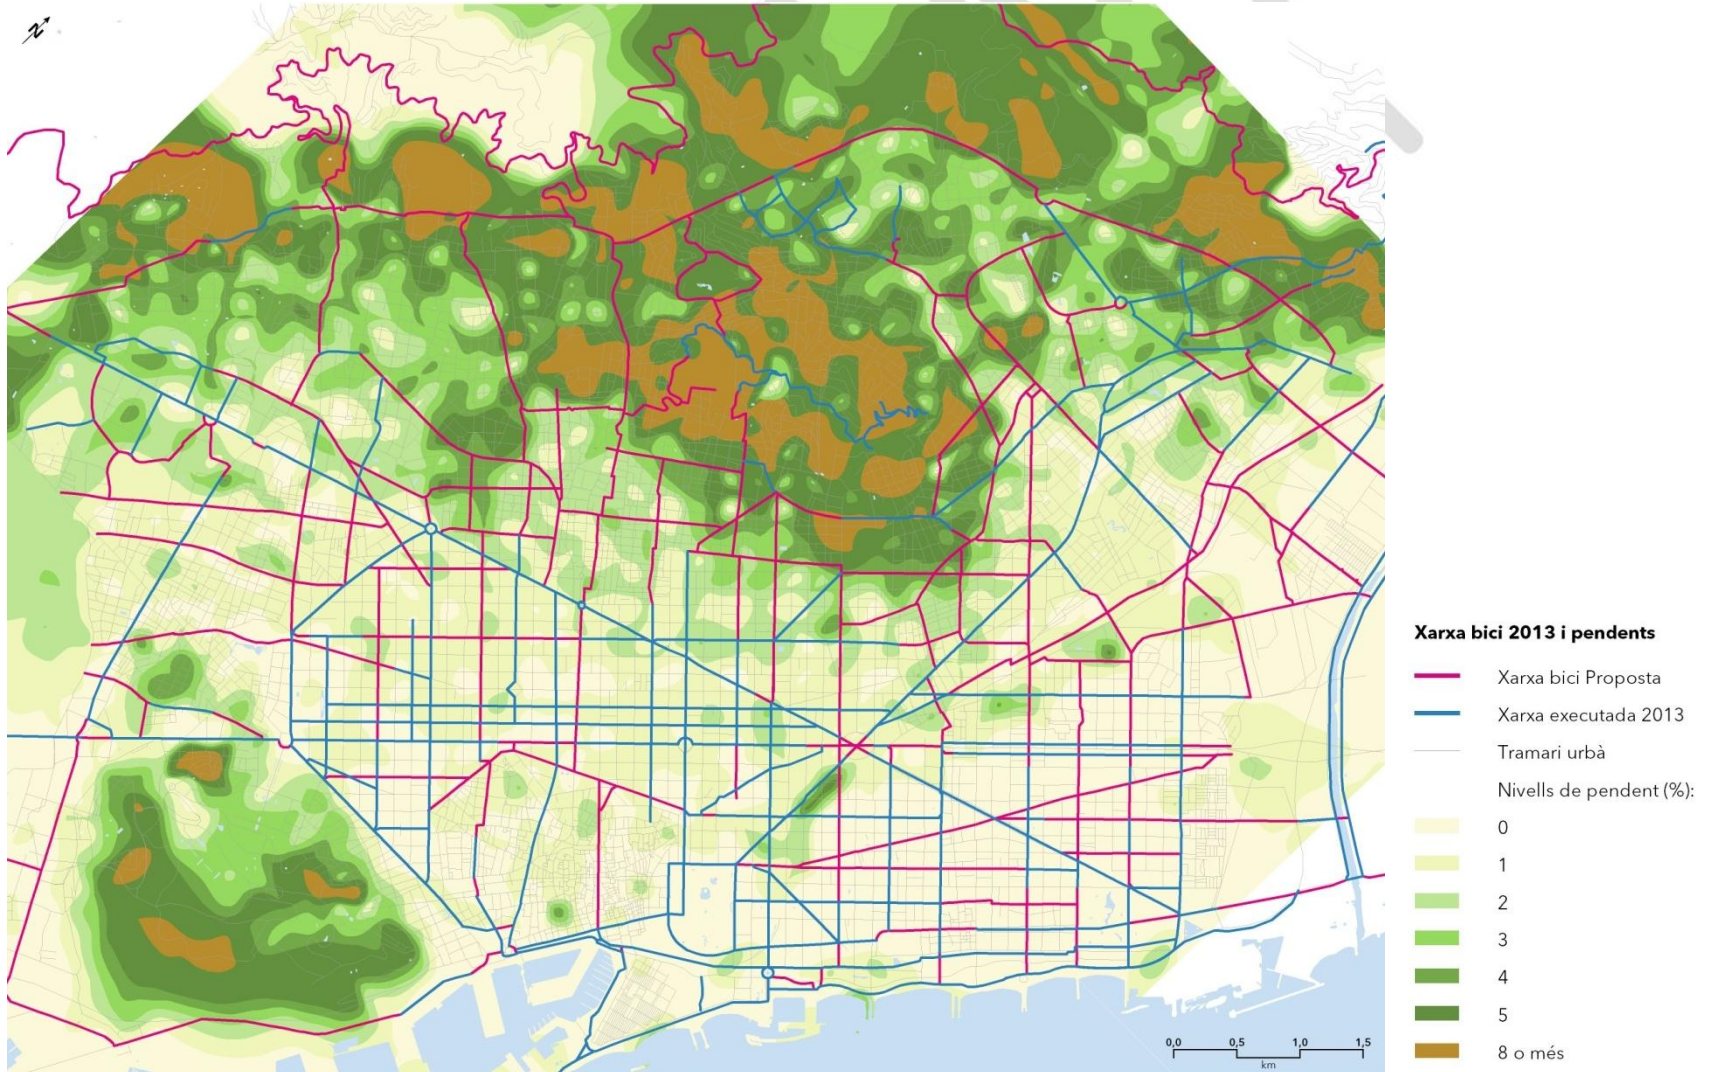 N
Xarxa bici 2013 i pendents
Xarxa bici Proposta
Xarxa executada 2013
Tramari urbà
Nivells de pendent (%):
0
1
2
3
4
5
8 o més
0,0 0,5 1,0 1,5
km